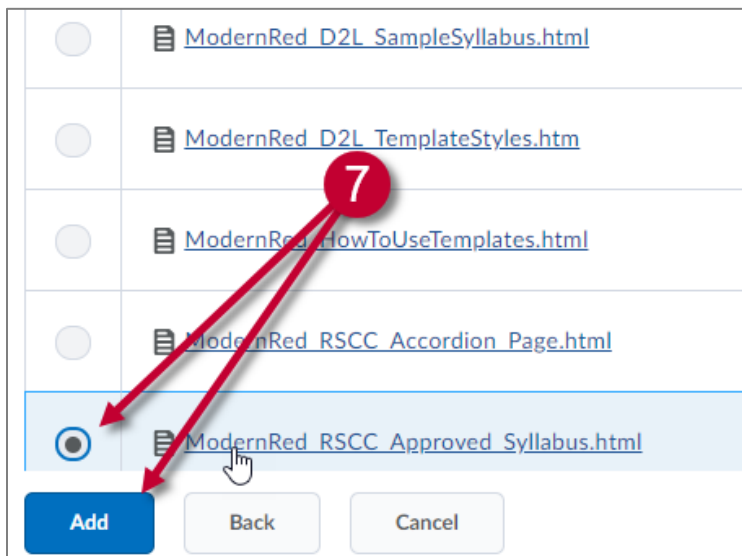 ModernRed_D2L_SampleSyllabus.html
ModernRed_D2L_TemplateStyles.htm
7
ModernRed_HowToUseTemplates.html
ModernRed_RSCC_Accordion_Page.html
ModernRed_RSCC_Approved_Syllabus.html
Add Back Cancel